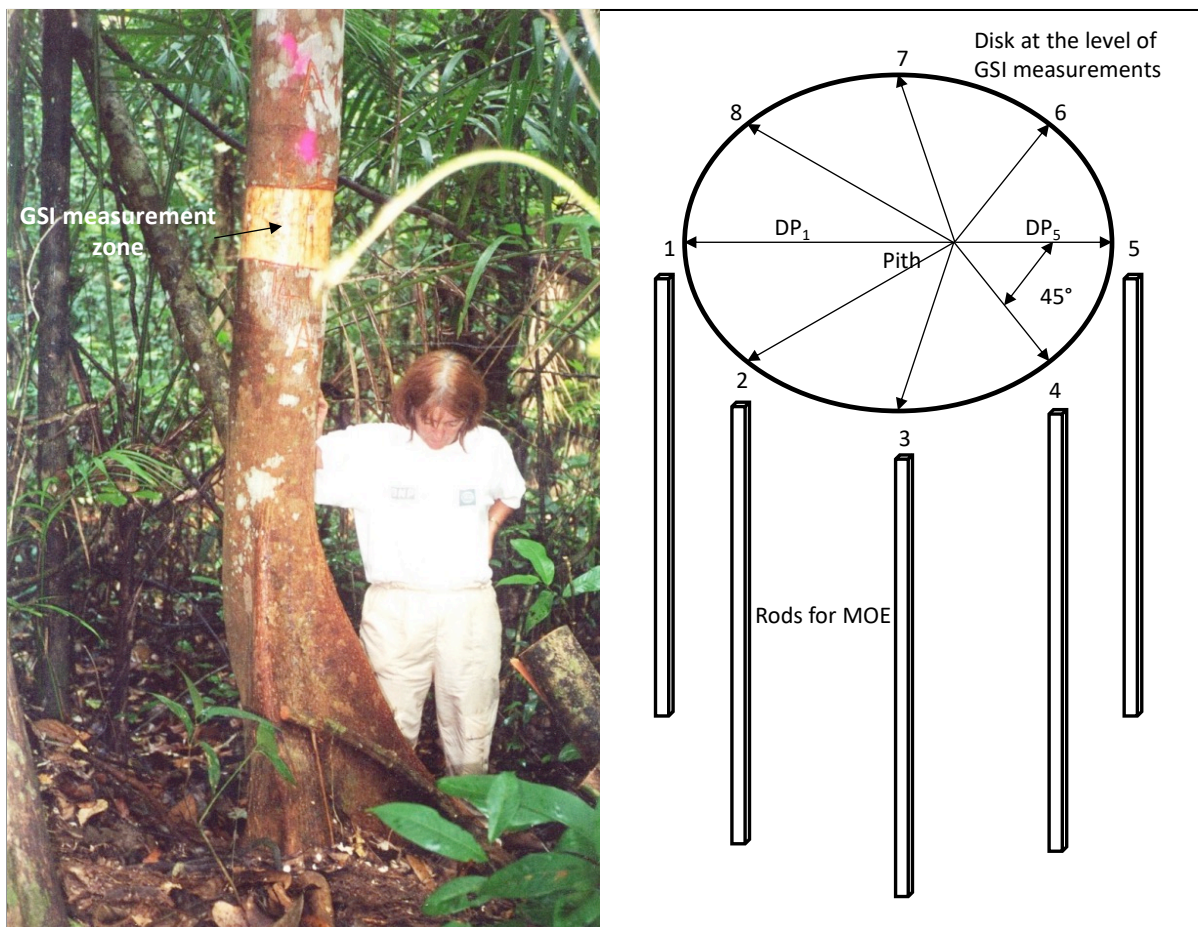 GSI measurement
zone
Disk at the level of
GSI measurements
7
8
6
DP₁
DP₅
1
5
Pith
45°
2
4
3
Rods for MOE